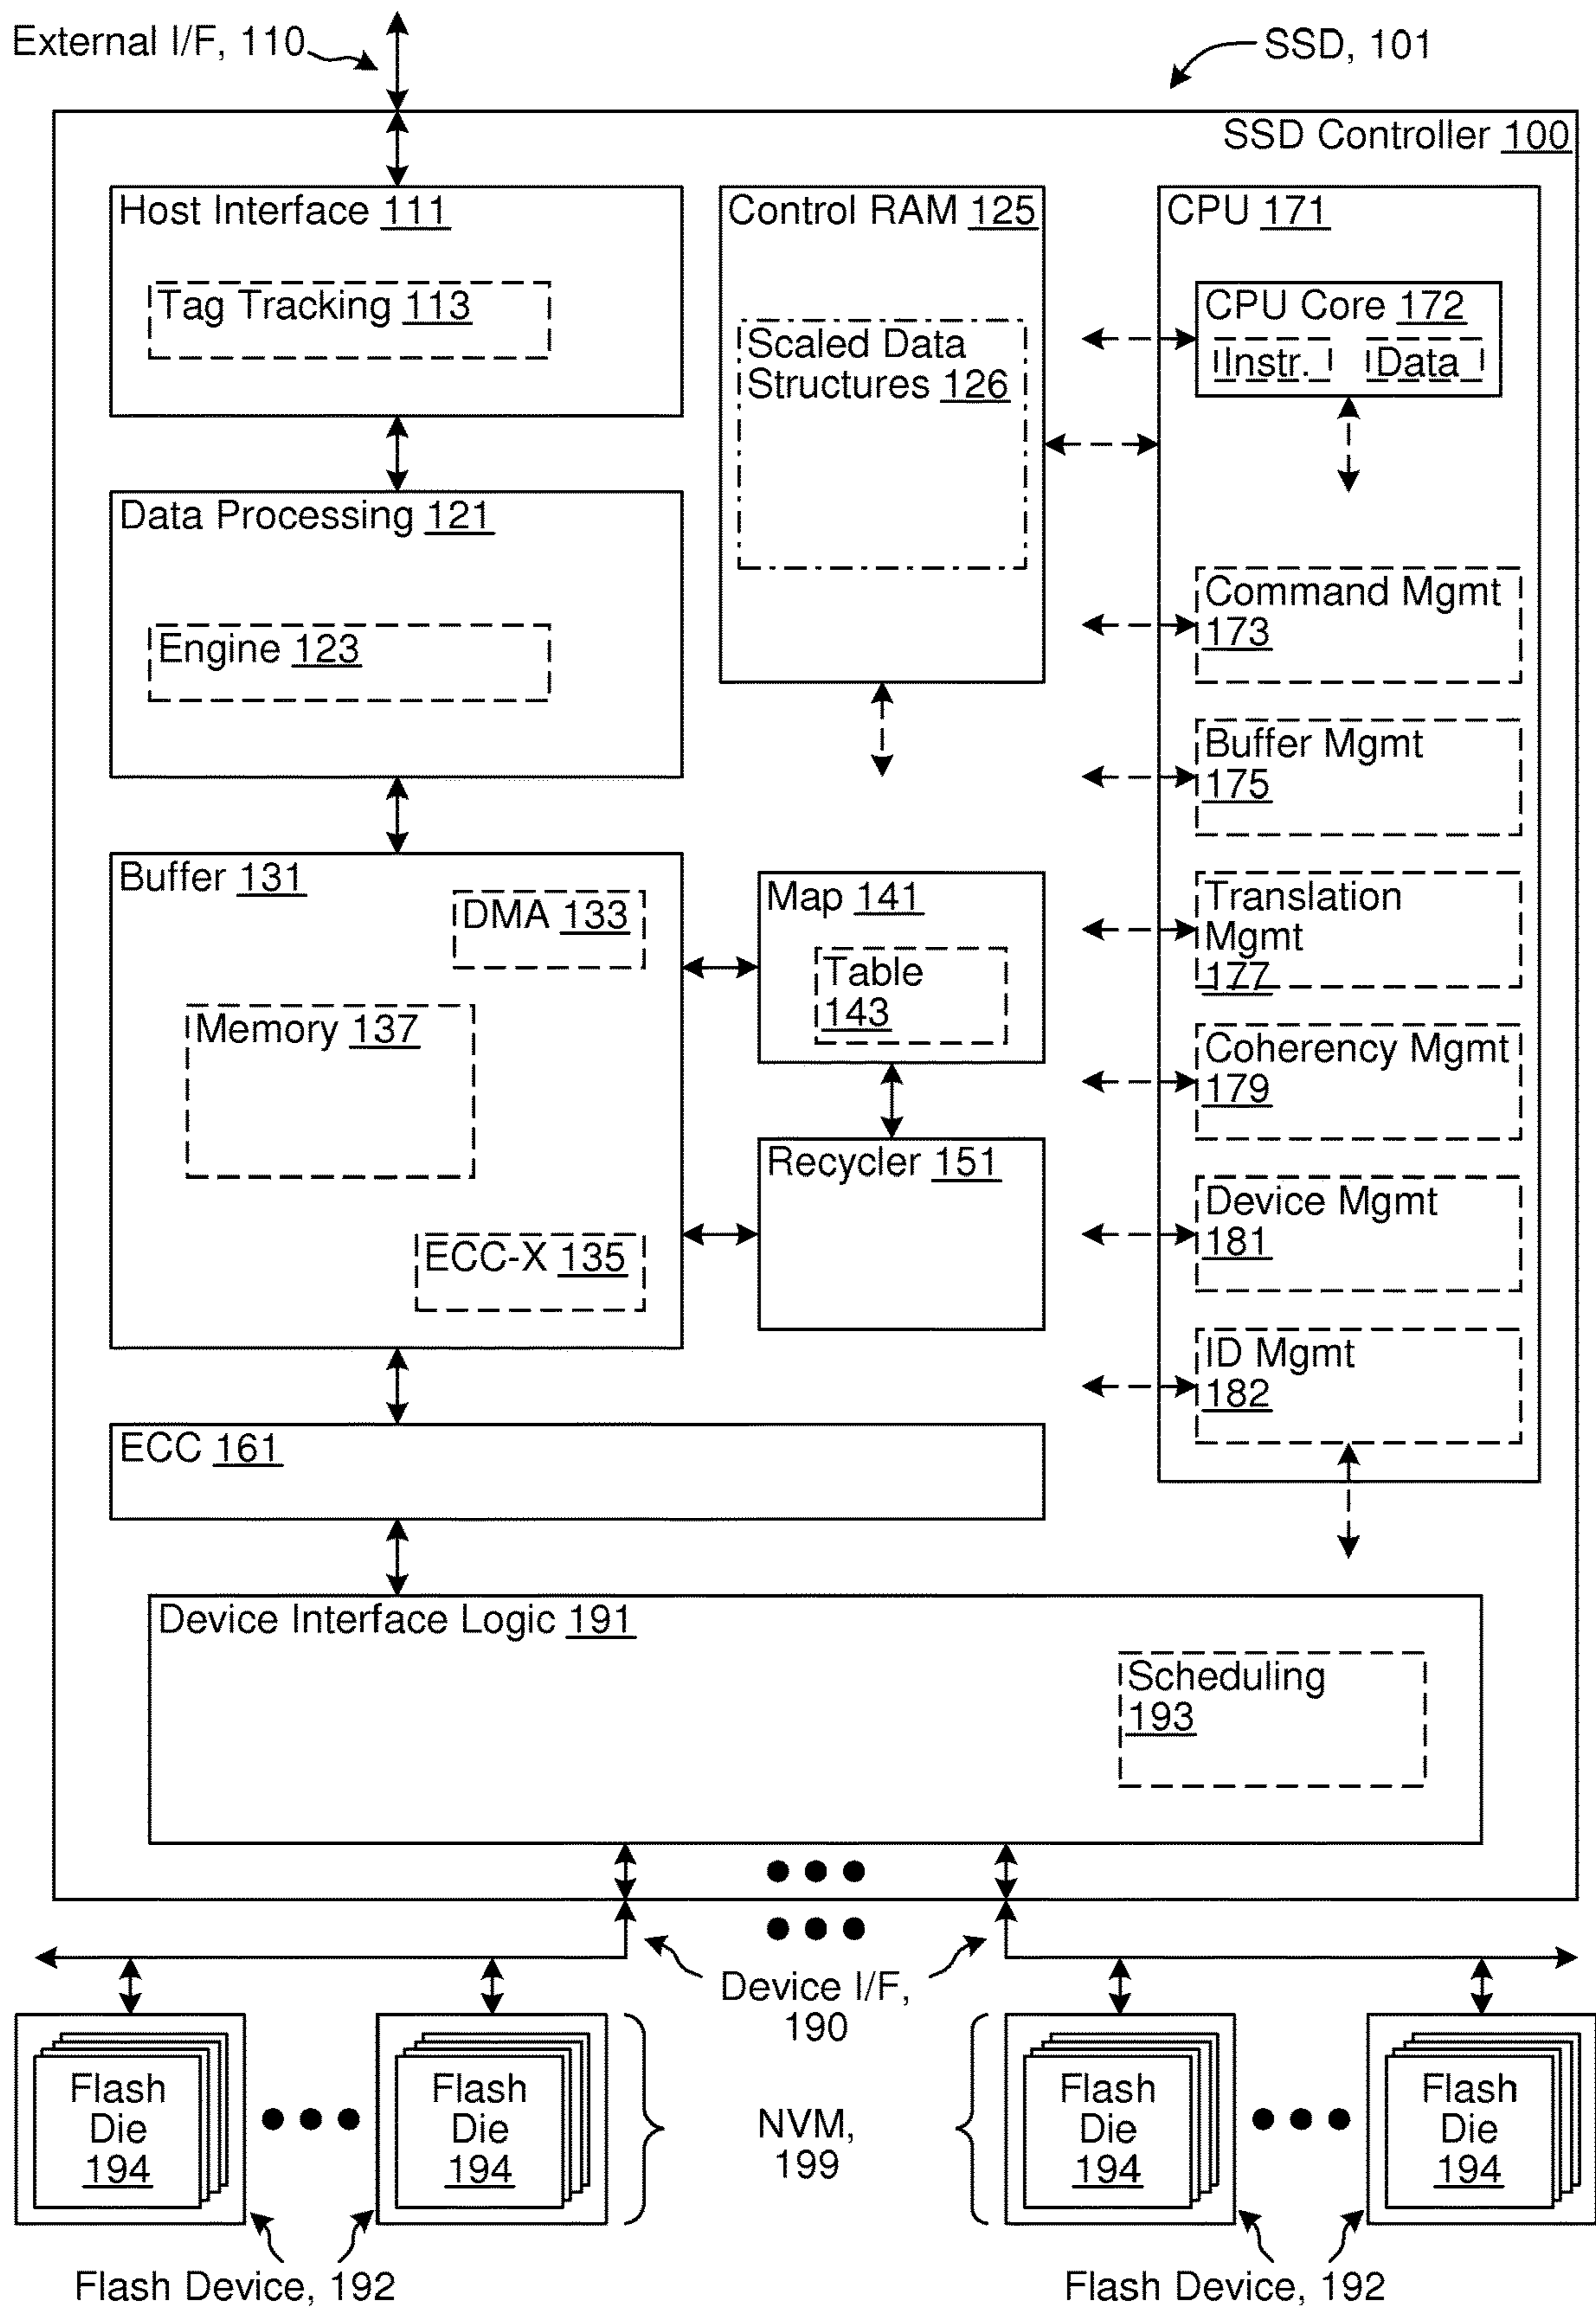 External I/F, 110
SSD, 101
SSD Controller 100
Host Interface 111
Tag Tracking 113
Data Processing 121
Engine 123
Buffer 131
DMA 133
Memory 137
ECC-X 135
Control RAM 125
Scaled Data
Structures 126
Map 141
Table
143
Recycler 151
CPU 171
CPU Core 172
Instr.
Data
Command Mgmt
173
Buffer Mgmt
175
Translation
Mgmt
177
Coherency Mgmt
179
Device Mgmt
181
ID Mgmt
182
ECC 161
Device Interface Logic 191
Scheduling
193
Device I/F,
190
Flash
Die
194
Flash
Die
194
NVM,
199
Flash
Die
194
Flash
Die
194
Flash Device, 192
Flash Device, 192